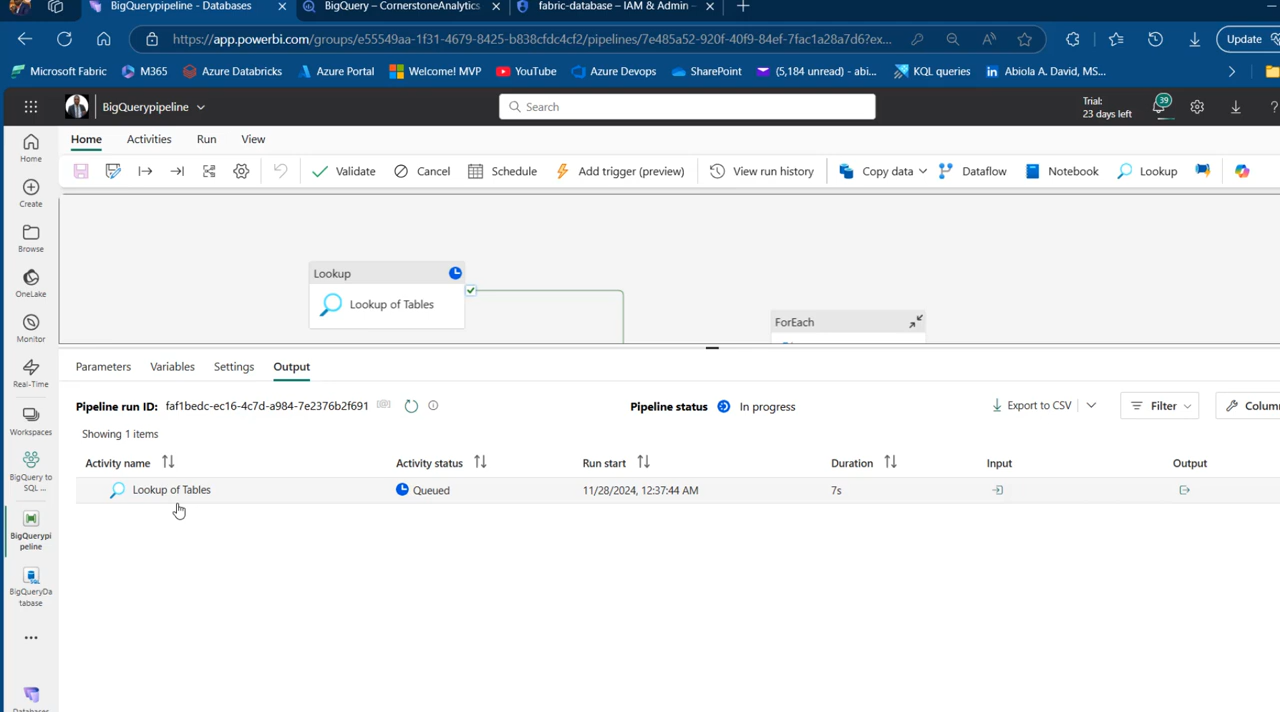 Bigquerypipeline - Databases
BigQuery – CornerstoneAnalytics
fabric-database – IAM & Admin -
https://app.powerbi.com/groups/e55549aa-1f31-4679-8425-b838cfdc4cf2/pipelines/7e485a52-920f-40f9-84ef-7fac1a28a7d6?ex...
Update
Microsoft Fabric
M365
Azure Databricks
Azure Portal
Welcome! MVP
YouTube
Azure Devops
SharePoint
(5,184 unread) - abi...
KQL queries
Abiola A. David, MS...
BigQuerypipeline
Search
Trial:
23 days left
39
Home
Activities
Run
View
Validate
Cancel
Schedule
Add trigger (preview)
View run history
Copy data
Dataflow
Notebook
Lookup
Home
Create
Browse
OneLake
Monitor
Real-Time
Workspaces
BigQuery to
SQL ...
BigQuerypi
peline
BigQueryDa
tabase
Databases
Lookup
Lookup of Tables
ForEach
Parameters
Variables
Settings
Output
Pipeline run ID: faf1bedc-ec16-4c7d-a984-7e2376b2f691
Pipeline status
In progress
Export to CSV
Filter
Column
Showing 1 items
Activity name
Activity status
Run start
Duration
Input
Output
Lookup of Tables
Queued
11/28/2024, 12:37:44 AM
7s